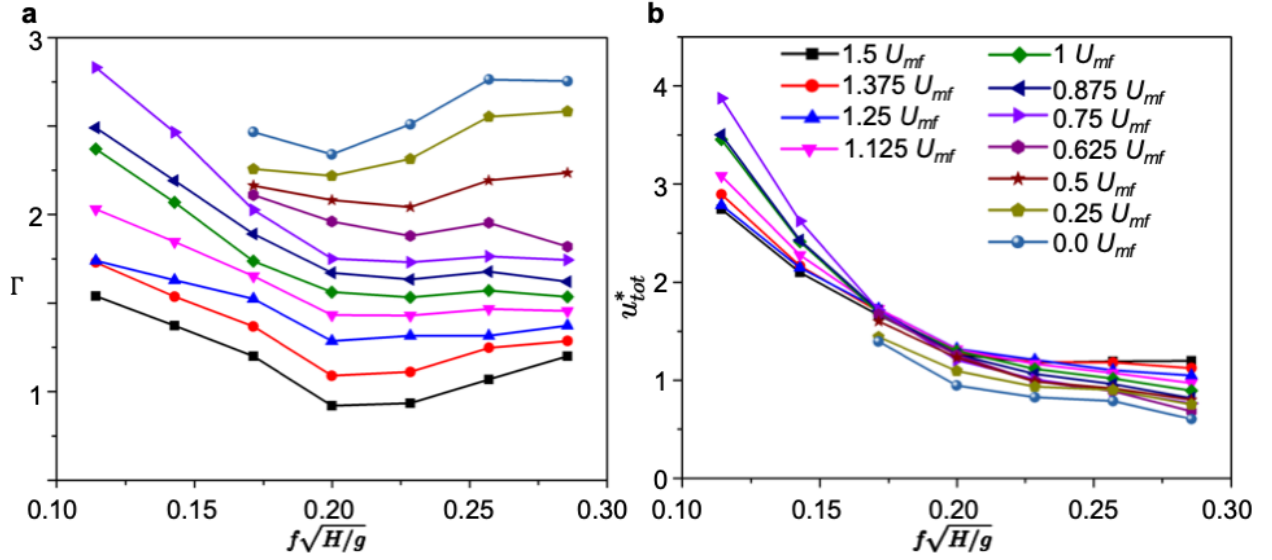 a
3
2
1
Γ
0.10 0.15 0.20 0.25 0.30
f√H/g
b
4
3
2
1
0
u*tot
1.5 Umf
1.375 Umf
1.25 Umf
1.125 Umf
1 Umf
0.875 Umf
0.75 Umf
0.625 Umf
0.5 Umf
0.25 Umf
0.0 Umf
0.10 0.15 0.20 0.25 0.30
f√H/g